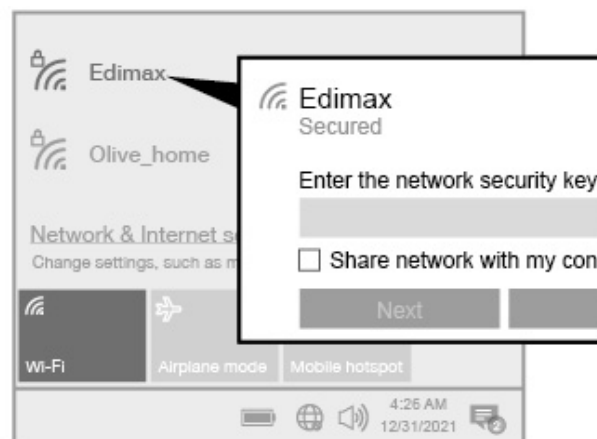 Edimax
Olive_home
Network & Internet s
Change settings, such as m
Wi-Fi
Airplane mode
Mobile hotspot
4:26 AM
12/31/2021
2
Edimax
Secured
Enter the network security key
Share network with my con
Next